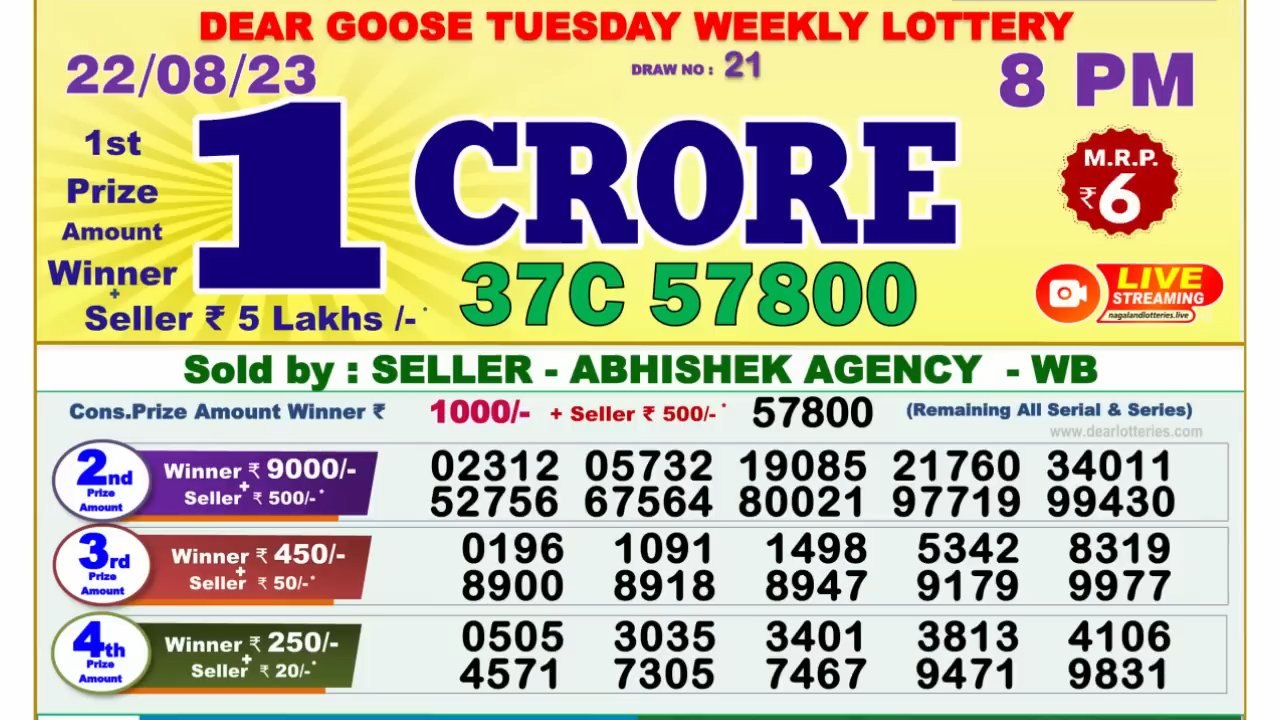 DEAR GOOSE TUESDAY WEEKLY LOTTERY
22/08/23
DRAW NO : 21
8 PM
1st
Prize
Amount
Winner
+
Seller ₹ 5 Lakhs /-*
1 CRORE
37C 57800
M.R.P.
₹ 6
LIVE
STREAMING
nagalandlotteries.live
Sold by : SELLER - ABHISHEK AGENCY - WB
Cons.Prize Amount Winner ₹ 1000/- + Seller ₹ 500/-* 57800 (Remaining All Serial & Series)
www.dearlotteries.com
2nd
Prize
Amount
Winner ₹ 9000/-
+
Seller ₹ 500/-*
02312 05732 19085 21760 34011
52756 67564 80021 97719 99430
3rd
Prize
Amount
Winner ₹ 450/-
+
Seller ₹ 50/-*
0196 1091 1498 5342 8319
8900 8918 8947 9179 9977
4th
Prize
Amount
Winner ₹ 250/-
+
Seller ₹ 20/-*
0505 3035 3401 3813 4106
4571 7305 7467 9471 9831